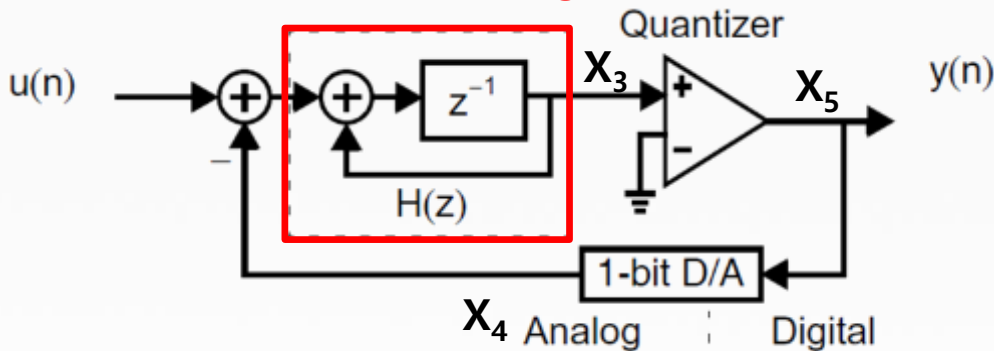 Quantizer
u(n)
+
+
z⁻¹
X₃
+
−
X₅
y(n)
−
H(z)
1-bit D/A
X₄
Analog
Digital